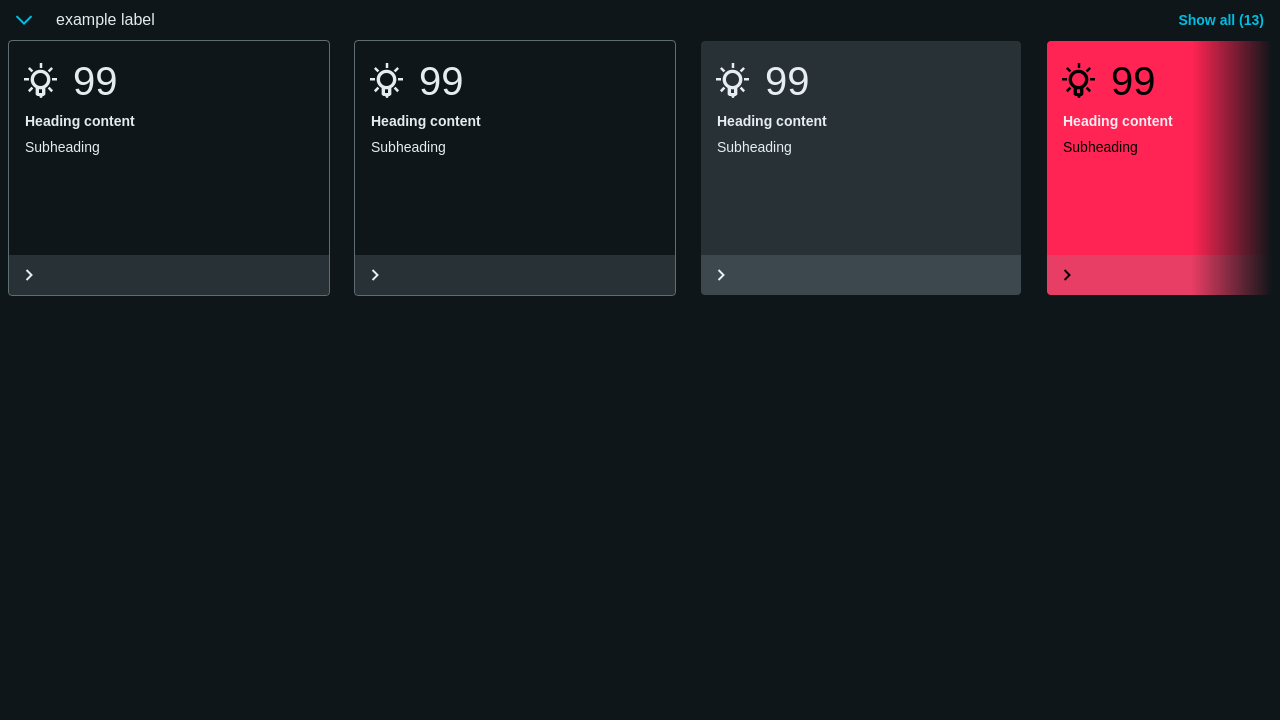 example label
Show all (13)
99
Heading content
Subheading
99
Heading content
Subheading
99
Heading content
Subheading
99
Heading content
Subheading